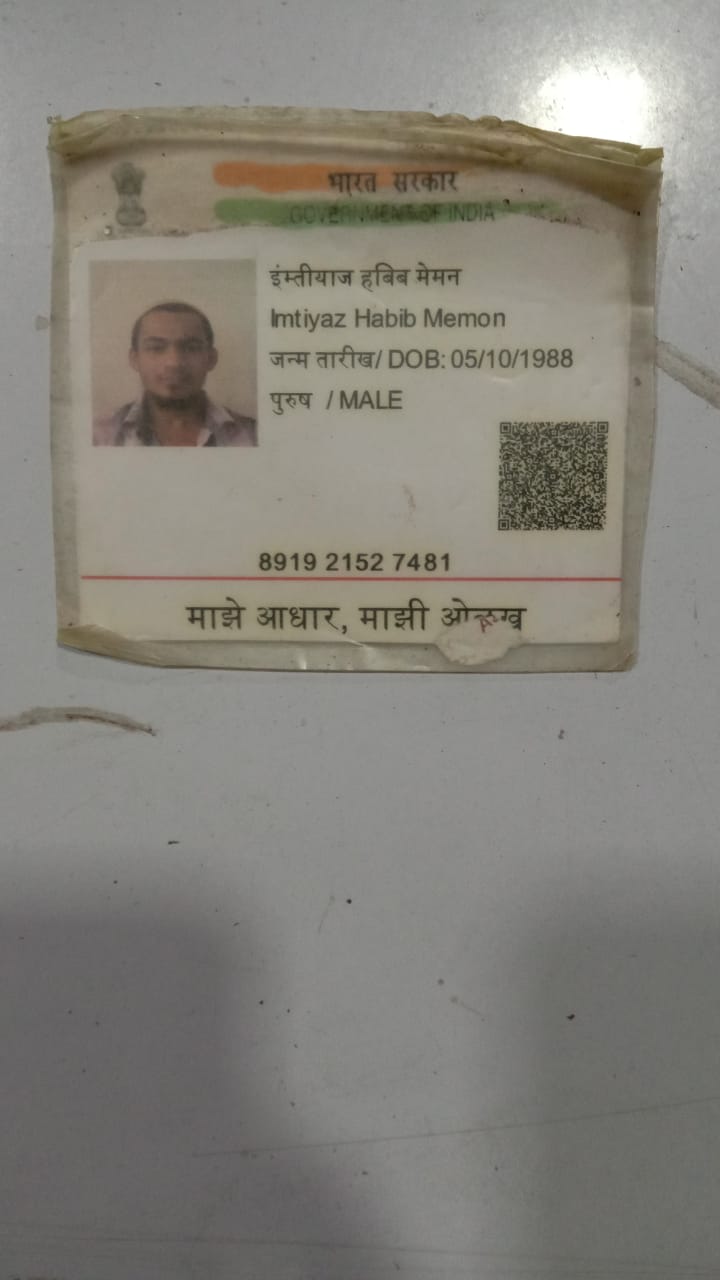 भारत सरकार
GOVERNMENT OF INDIA
इंम्तीयाज हबिब मेमन
Imtiyaz Habib Memon
जन्म तारीख/ DOB: 05/10/1988
पुरुष / MALE
8919 2152 7481
माझे आधार, माझी ओळख